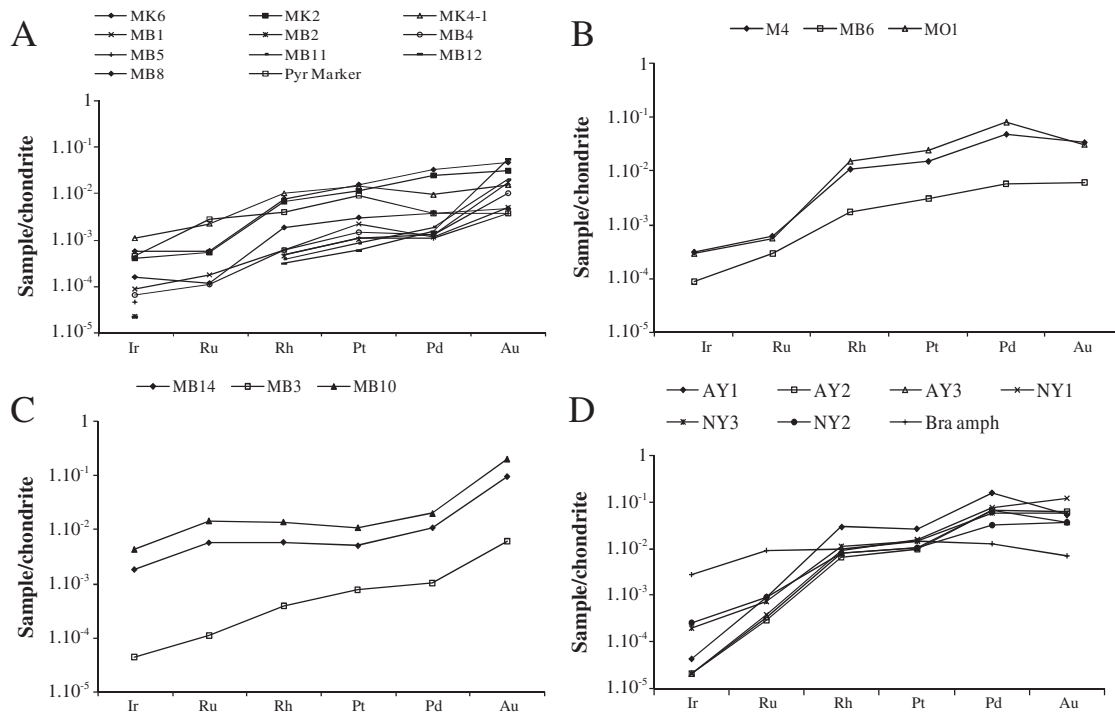 A
MK6 MK2 MK4-1
MB1 MB2 MB4
MB5 MB11 MB12
MB8 Pyr Marker
Sample/chondrite
1
1.10-1
1.10-2
1.10-3
1.10-4
1.10-5
Ir Ru Rh Pt Pd Au
B
M4 MB6 MO1
Sample/chondrite
1
1.10-1
1.10-2
1.10-3
1.10-4
1.10-5
Ir Ru Rh Pt Pd Au
C
MB14 MB3 MB10
Sample/chondrite
1
1.10-1
1.10-2
1.10-3
1.10-4
1.10-5
Ir Ru Rh Pt Pd Au
D
AY1 AY2 AY3 NY1
NY3 NY2 Bra amph
Sample/chondrite
1
1.10-1
1.10-2
1.10-3
1.10-4
1.10-5
Ir Ru Rh Pt Pd Au